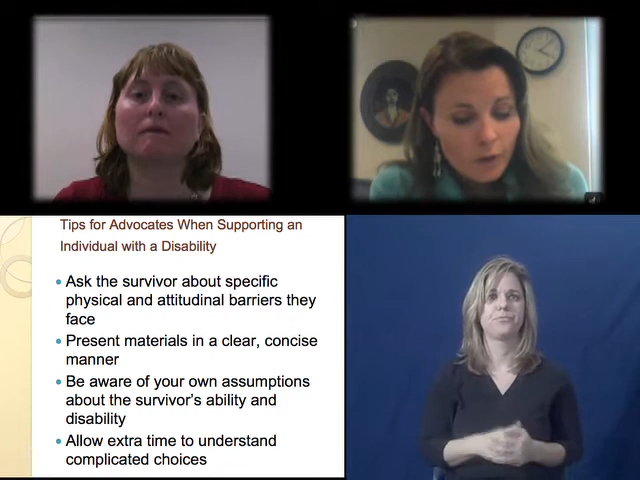 Tips for Advocates When Supporting an
Individual with a Disability
• Ask the survivor about specific
physical and attitudinal barriers they
face
• Present materials in a clear, concise
manner
• Be aware of your own assumptions
about the survivor's ability and
disability
• Allow extra time to understand
complicated choices